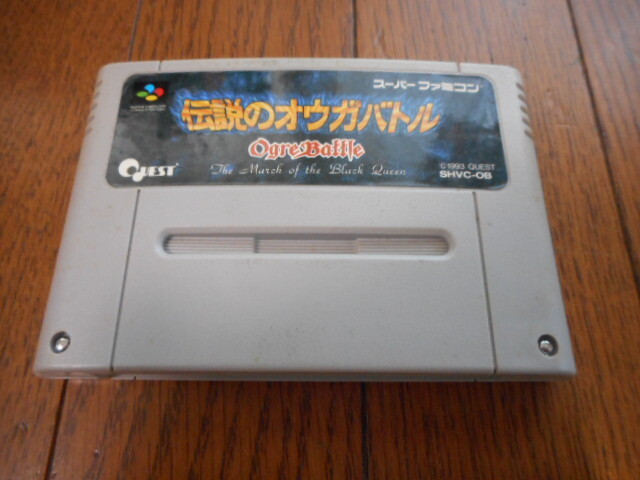 スーパーファミコン
伝説のオウガバトル
Ogre Battle
The March of the Black Queen
QUEST
©1993 QUEST
SHVC-OB